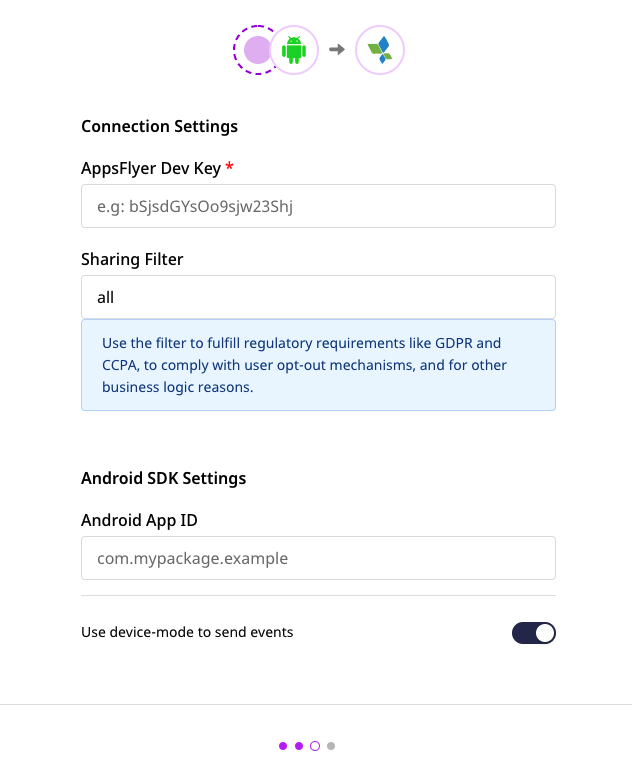 Connection Settings
AppsFlyer Dev Key *
e.g: bSjsdGYsOo9sjw23Shj
Sharing Filter
all
Use the filter to fulfill regulatory requirements like GDPR and
CCPA, to comply with user opt-out mechanisms, and for other
business logic reasons.
Android SDK Settings
Android App ID
com.mypackage.example
Use device-mode to send events